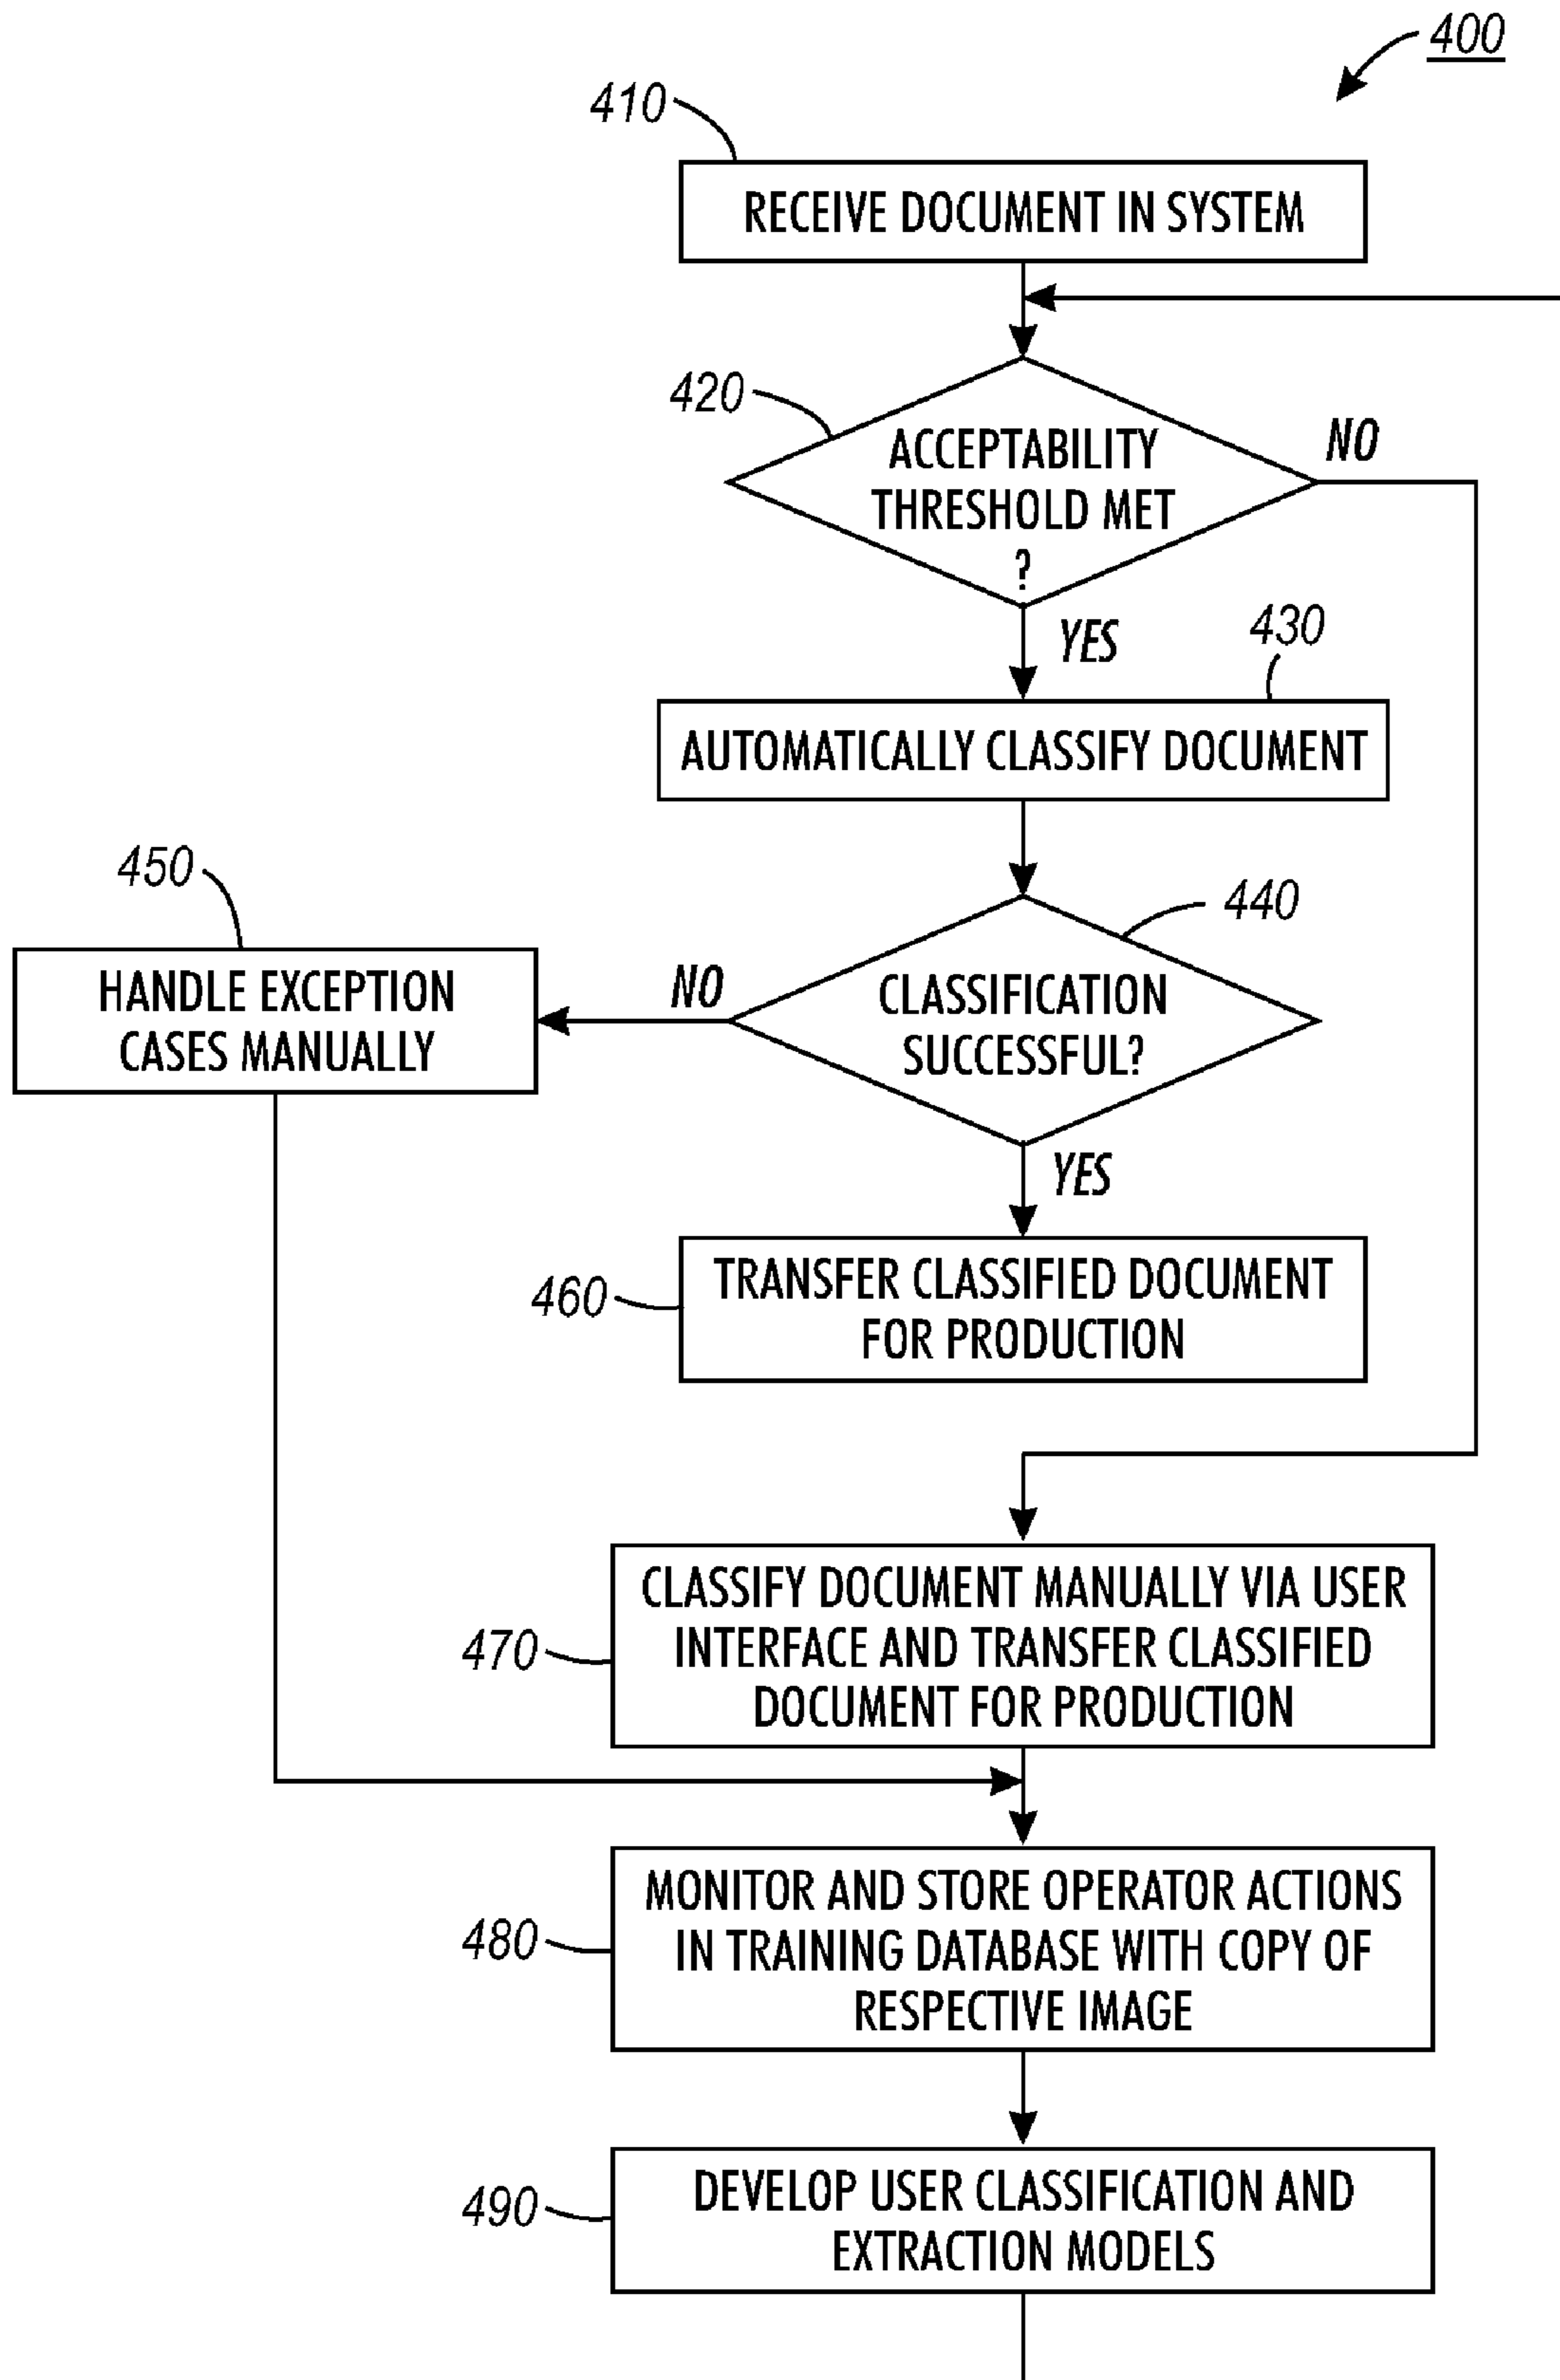 400
410
RECEIVE DOCUMENT IN SYSTEM
420
ACCEPTABILITY
THRESHOLD MET
?
NO
YES
430
AUTOMATICALLY CLASSIFY DOCUMENT
450
440
HANDLE EXCEPTION
CASES MANUALLY
NO
CLASSIFICATION
SUCCESSFUL?
YES
460
TRANSFER CLASSIFIED DOCUMENT
FOR PRODUCTION
470
CLASSIFY DOCUMENT MANUALLY VIA USER
INTERFACE AND TRANSFER CLASSIFIED
DOCUMENT FOR PRODUCTION
480
MONITOR AND STORE OPERATOR ACTIONS
IN TRAINING DATABASE WITH COPY OF
RESPECTIVE IMAGE
490
DEVELOP USER CLASSIFICATION AND
EXTRACTION MODELS